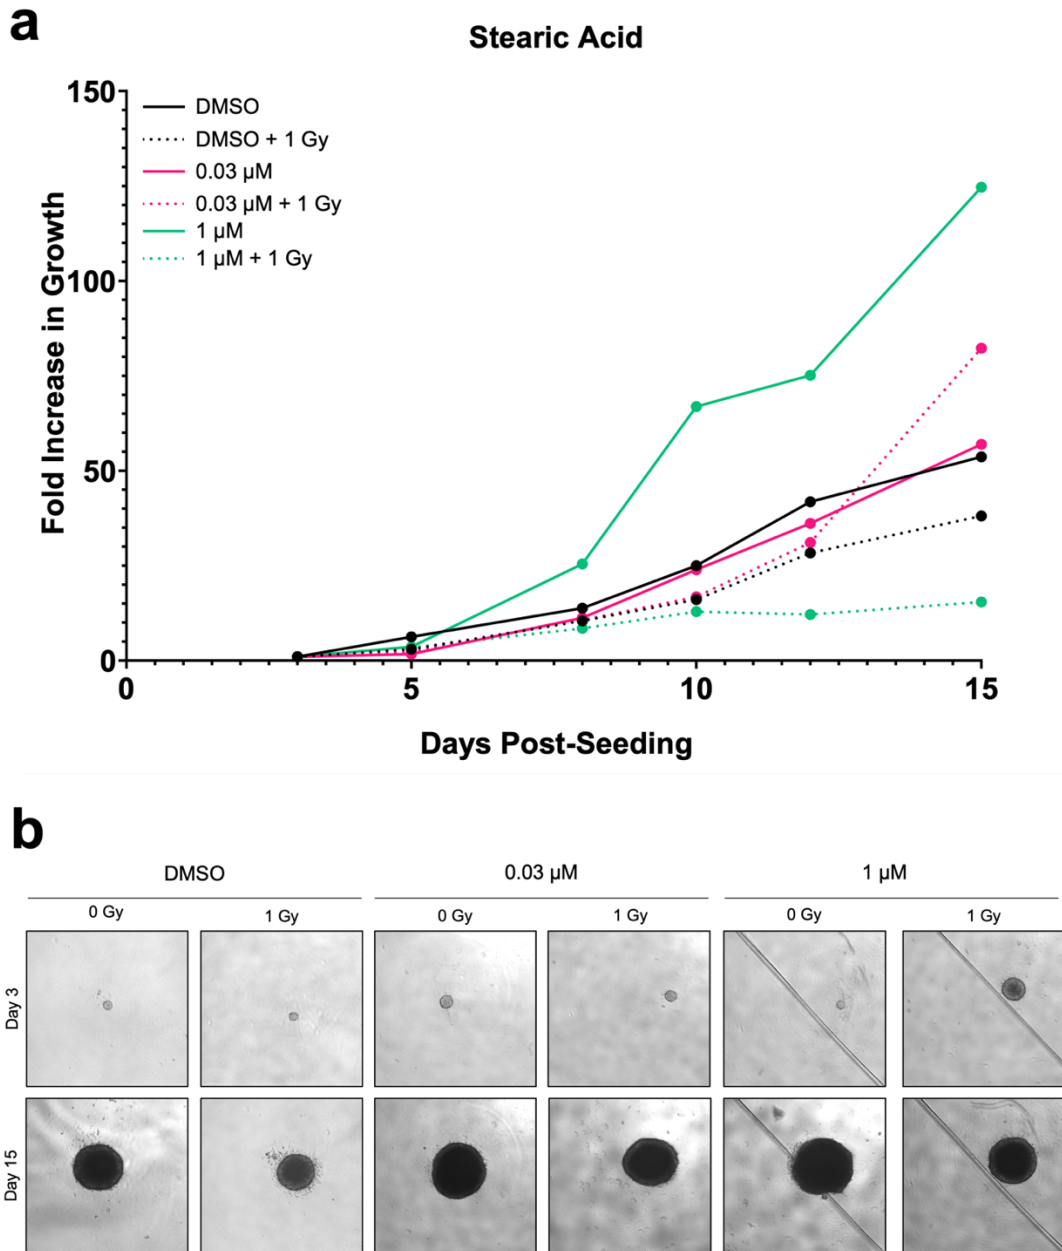 a
Stearic Acid
150
100
50
0
Fold Increase in Growth
DMSO
DMSO + 1 Gy
0.03 µM
0.03 µM + 1 Gy
1 µM
1 µM + 1 Gy
0 5 10 15
Days Post-Seeding
b
DMSO 0.03 µM 1 µM
0 Gy 1 Gy 0 Gy 1 Gy 0 Gy 1 Gy
Day 3
Day 15